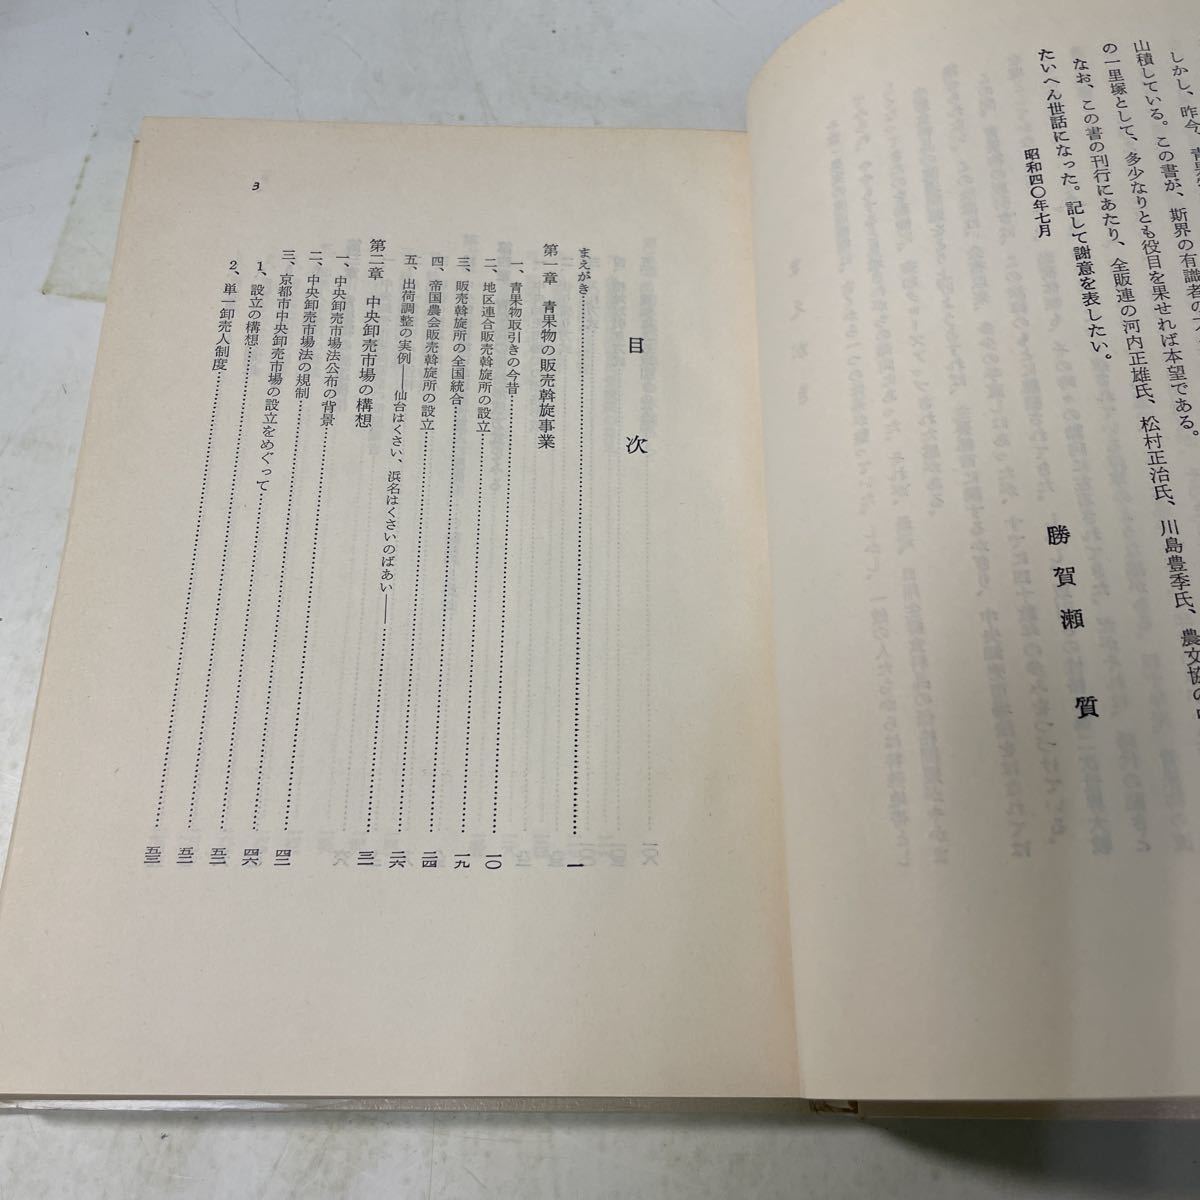 しかし、昨今、青果
山積している。この書が、斯界の有識者の
の一里塚として、多少なりとも役目を果せれば本望である。
なお、この書の刊行にあたり、全販連の河内正雄氏、松村正治氏、川島豊季氏、農文協の
たいへん世話になった。記して謝意を表したい。
昭和四〇年七月
勝賀瀬質
目次
まえがき
第一章 青果物の販売斡旋事業……一
一、青果物取引きの今昔
二、地区連合販売斡旋所の設立……一〇
三、販売斡旋所の全国統合……一九
四、帝国農会販売斡旋所の設立……二四
五、出荷調整の実例――仙台はくさい、浜名はくさいのばあい――……二六
第二章 中央卸売市場の構想……三一
一、中央卸売市場法公布の背景
二、中央卸売市場法の規制……四二
三、京都市中央卸売市場の設立をめぐって……四六
1、設立の構想
2、単一卸売人制度……五三
3